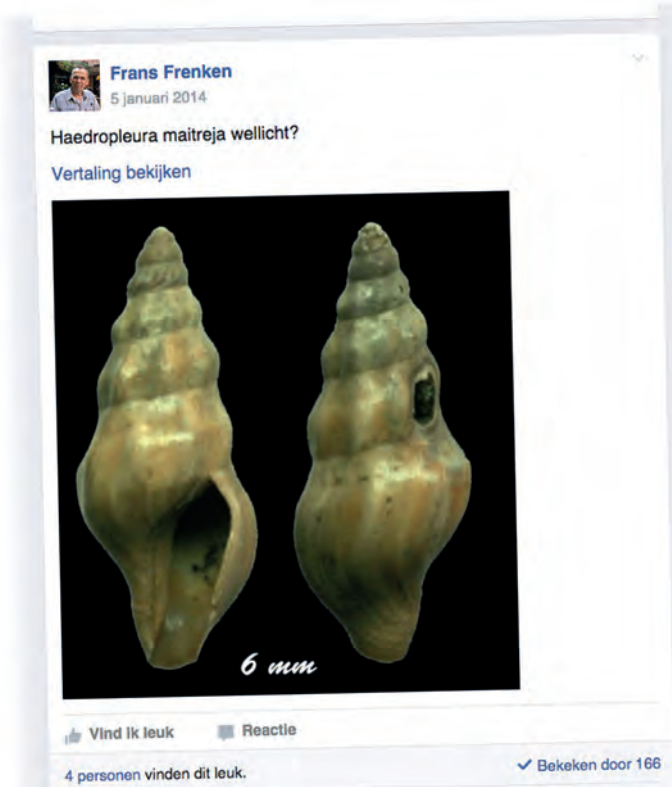 Frans Frenken
5 januari 2014
Haedropleura maitreja wellicht?
Vertaling bekijken
6 mm
Vind ik leuk
Reactie
4 personen vinden dit leuk.
Bekeken door 166